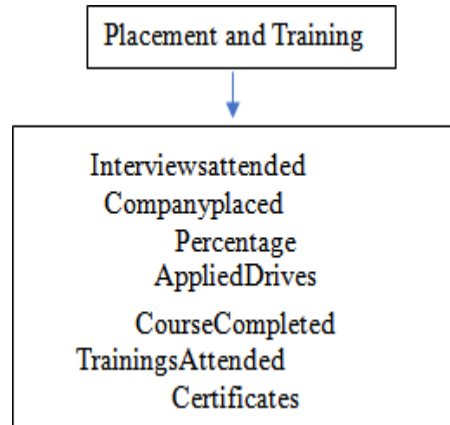 Placement and Training
Interviewsattended
Companyplaced
Percentage
AppliedDrives
CourseCompleted
TrainingsAttended
Certificates